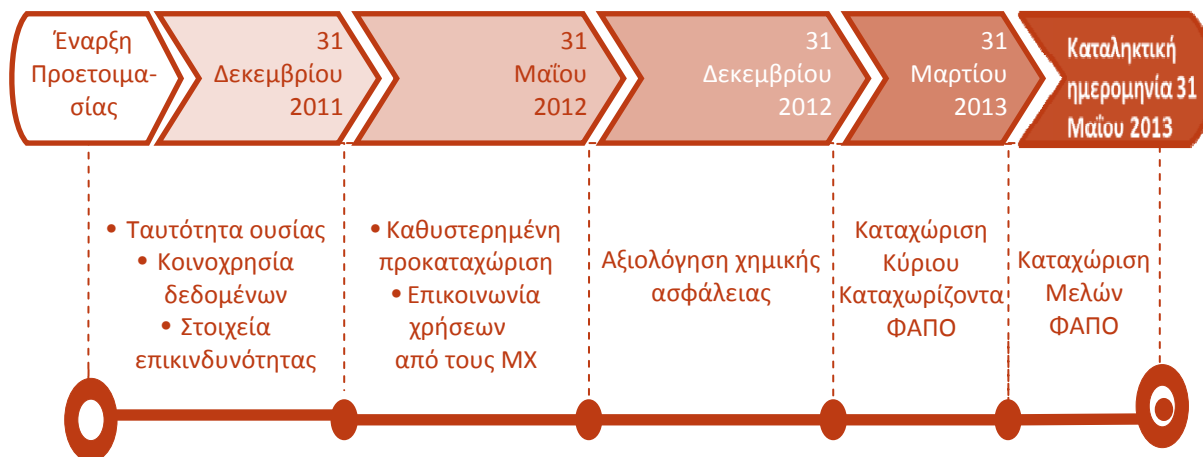 Έναρξη
Προετοιμα-
σίας
31
Δεκεμβρίου
2011
31
Μαΐου
2012
31
Δεκεμβρίου
2012
31
Μαρτίου
2013
Καταληκτική
ημερομηνία 31
Μαΐου 2013
• Ταυτότητα ουσίας
• Κοινοχρησία
δεδομένων
• Στοιχεία
επικινδυνότητας
• Καθυστερημένη
προκαταχώριση
• Επικοινωνία
χρήσεων
από τους ΜΧ
Αξιολόγηση χημικής
ασφάλειας
Καταχώριση
Κύριου
Καταχωρίζοντα
ΦΑΠΟ
Καταχώριση
Μελών
ΦΑΠΟ